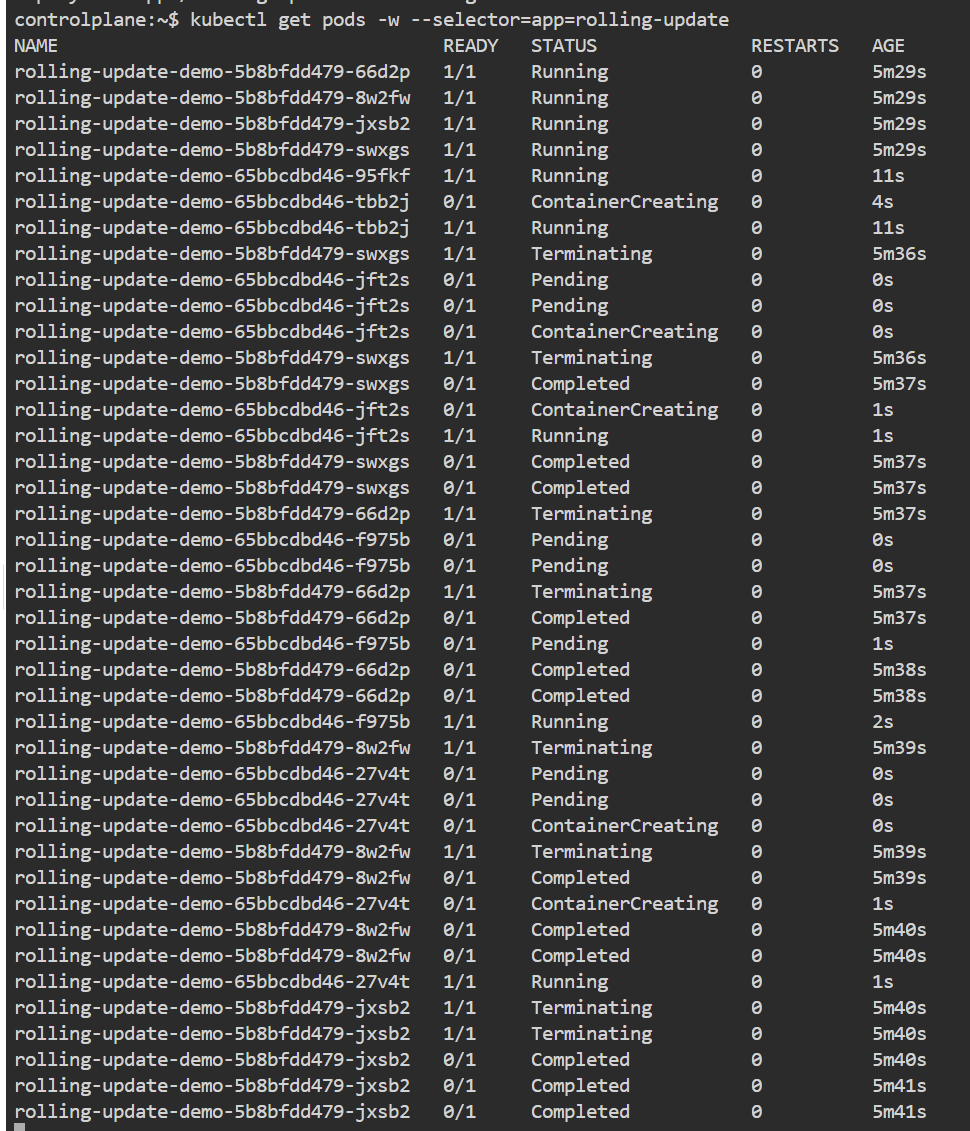 controlplane:~$ kubectl get pods -w --selector=app=rolling-update
NAME READY STATUS RESTARTS AGE
rolling-update-demo-5b8bfdd479-66d2p 1/1 Running 0 5m29s
rolling-update-demo-5b8bfdd479-8w2fw 1/1 Running 0 5m29s
rolling-update-demo-5b8bfdd479-jxsb2 1/1 Running 0 5m29s
rolling-update-demo-5b8bfdd479-swxgs 1/1 Running 0 5m29s
rolling-update-demo-65bbcdbd46-95fkf 1/1 Running 0 11s
rolling-update-demo-65bbcdbd46-tbb2j 0/1 ContainerCreating 0 4s
rolling-update-demo-65bbcdbd46-tbb2j 1/1 Running 0 11s
rolling-update-demo-5b8bfdd479-swxgs 1/1 Terminating 0 5m36s
rolling-update-demo-65bbcdbd46-jft2s 0/1 Pending 0 0s
rolling-update-demo-65bbcdbd46-jft2s 0/1 Pending 0 0s
rolling-update-demo-65bbcdbd46-jft2s 0/1 ContainerCreating 0 0s
rolling-update-demo-5b8bfdd479-swxgs 1/1 Terminating 0 5m36s
rolling-update-demo-5b8bfdd479-swxgs 0/1 Completed 0 5m37s
rolling-update-demo-65bbcdbd46-jft2s 0/1 ContainerCreating 0 1s
rolling-update-demo-65bbcdbd46-jft2s 1/1 Running 0 1s
rolling-update-demo-5b8bfdd479-swxgs 0/1 Completed 0 5m37s
rolling-update-demo-5b8bfdd479-swxgs 0/1 Completed 0 5m37s
rolling-update-demo-5b8bfdd479-66d2p 1/1 Terminating 0 5m37s
rolling-update-demo-65bbcdbd46-f975b 0/1 Pending 0 0s
rolling-update-demo-65bbcdbd46-f975b 0/1 Pending 0 0s
rolling-update-demo-5b8bfdd479-66d2p 1/1 Terminating 0 5m37s
rolling-update-demo-5b8bfdd479-66d2p 0/1 Completed 0 5m37s
rolling-update-demo-65bbcdbd46-f975b 0/1 Pending 0 1s
rolling-update-demo-5b8bfdd479-66d2p 0/1 Completed 0 5m38s
rolling-update-demo-5b8bfdd479-66d2p 0/1 Completed 0 5m38s
rolling-update-demo-65bbcdbd46-f975b 1/1 Running 0 2s
rolling-update-demo-5b8bfdd479-8w2fw 1/1 Terminating 0 5m39s
rolling-update-demo-65bbcdbd46-27v4t 0/1 Pending 0 0s
rolling-update-demo-65bbcdbd46-27v4t 0/1 Pending 0 0s
rolling-update-demo-65bbcdbd46-27v4t 0/1 ContainerCreating 0 0s
rolling-update-demo-5b8bfdd479-8w2fw 1/1 Terminating 0 5m39s
rolling-update-demo-5b8bfdd479-8w2fw 0/1 Completed 0 5m39s
rolling-update-demo-65bbcdbd46-27v4t 0/1 ContainerCreating 0 1s
rolling-update-demo-5b8bfdd479-8w2fw 0/1 Completed 0 5m40s
rolling-update-demo-5b8bfdd479-8w2fw 0/1 Completed 0 5m40s
rolling-update-demo-65bbcdbd46-27v4t 1/1 Running 0 1s
rolling-update-demo-5b8bfdd479-jxsb2 1/1 Terminating 0 5m40s
rolling-update-demo-5b8bfdd479-jxsb2 1/1 Terminating 0 5m40s
rolling-update-demo-5b8bfdd479-jxsb2 0/1 Completed 0 5m40s
rolling-update-demo-5b8bfdd479-jxsb2 0/1 Completed 0 5m41s
rolling-update-demo-5b8bfdd479-jxsb2 0/1 Completed 0 5m41s